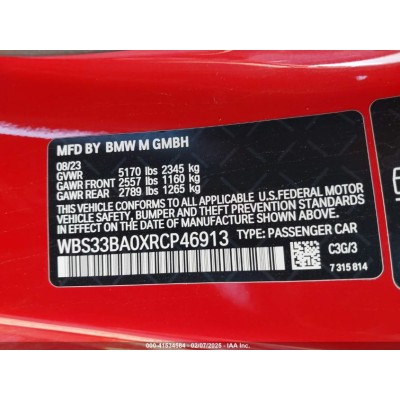 MFD BY BMW M GMBH
08/23
GVWR 5170 lbs 2345 kg
GAWR FRONT 2557 lbs 1160 kg
GAWR REAR 2789 lbs 1265 kg
THIS VEHICLE CONFORMS TO ALL APPLICABLE U.S.FEDERAL MOTOR
VEHICLE SAFETY, BUMPER, AND THEFT PREVENTION STANDARDS
IN EFFECT ON THE DATE OF MANUFACTURE SHOWN ABOVE.
WBS33BA0XRCP46913 TYPE: PASSENGER CAR
C3G/3
7 315 814
000-41634564 | 02/07/2025 - IAA Inc.